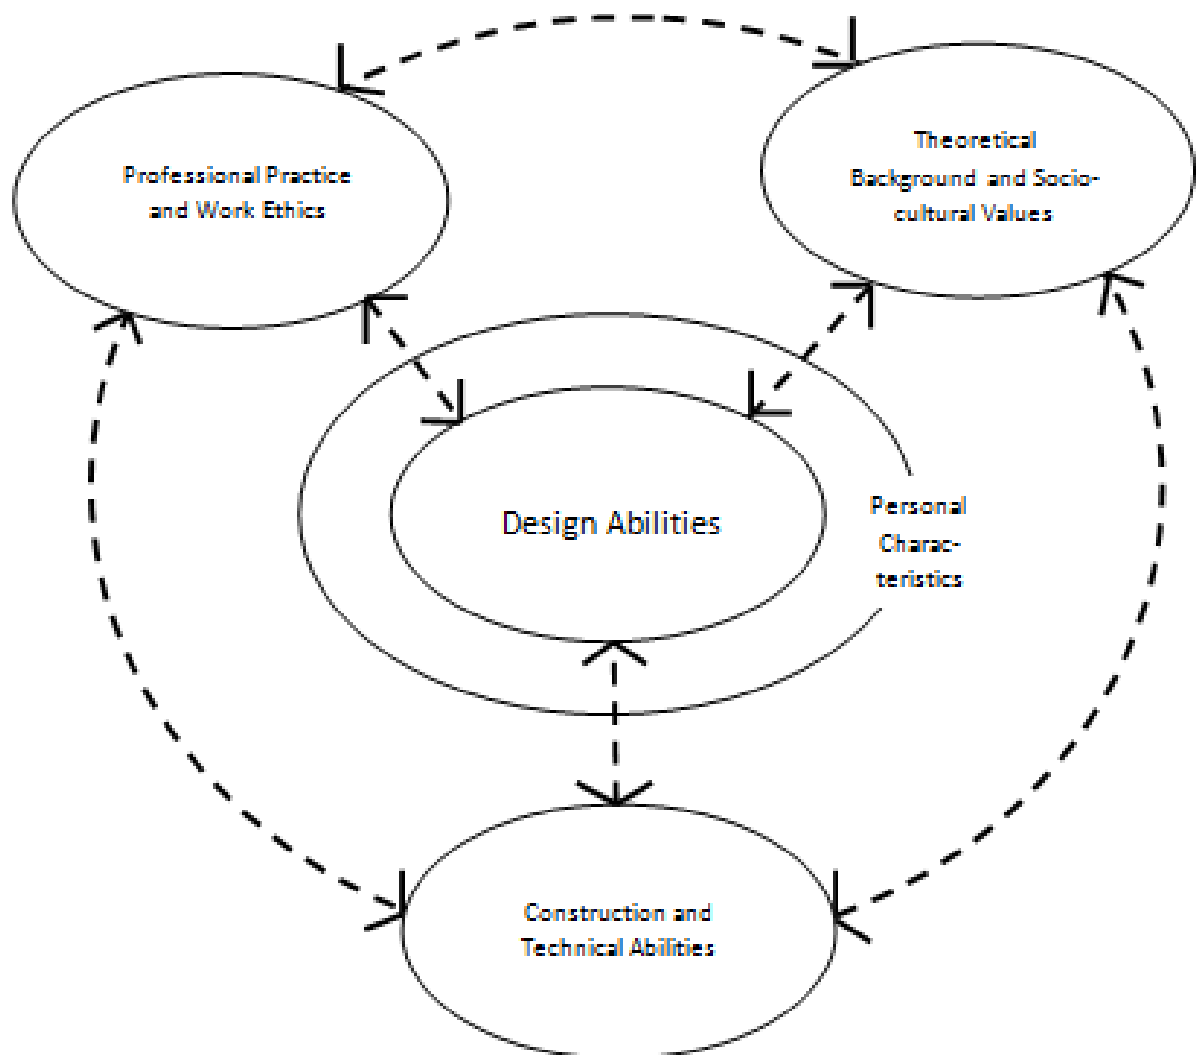 Professional Practice
and Work Ethics
Theoretical
Background and Socio-
cultural Values
Design Abilities
Personal
Charac-
teristics
Construction and
Technical Abilities